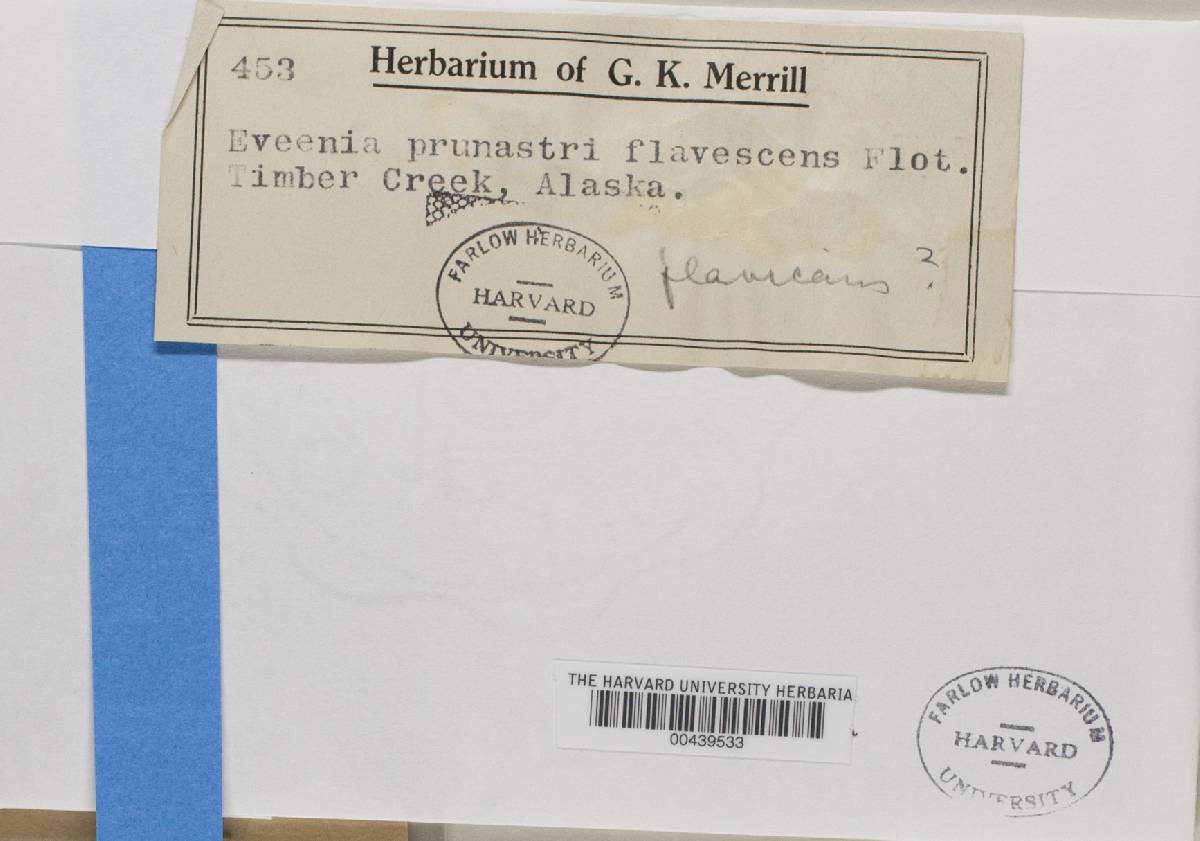 453
Herbarium of G. K. Merrill
Eveenia prunastri flavescens Flot.
Timber Creek, Alaska.
FARLOW HERBARIUM
HARVARD
UNIVERSITY
flavicans ?
THE HARVARD UNIVERSITY HERBARIA
00439533
FARLOW HERBARIUM
HARVARD
UNIVERSITY